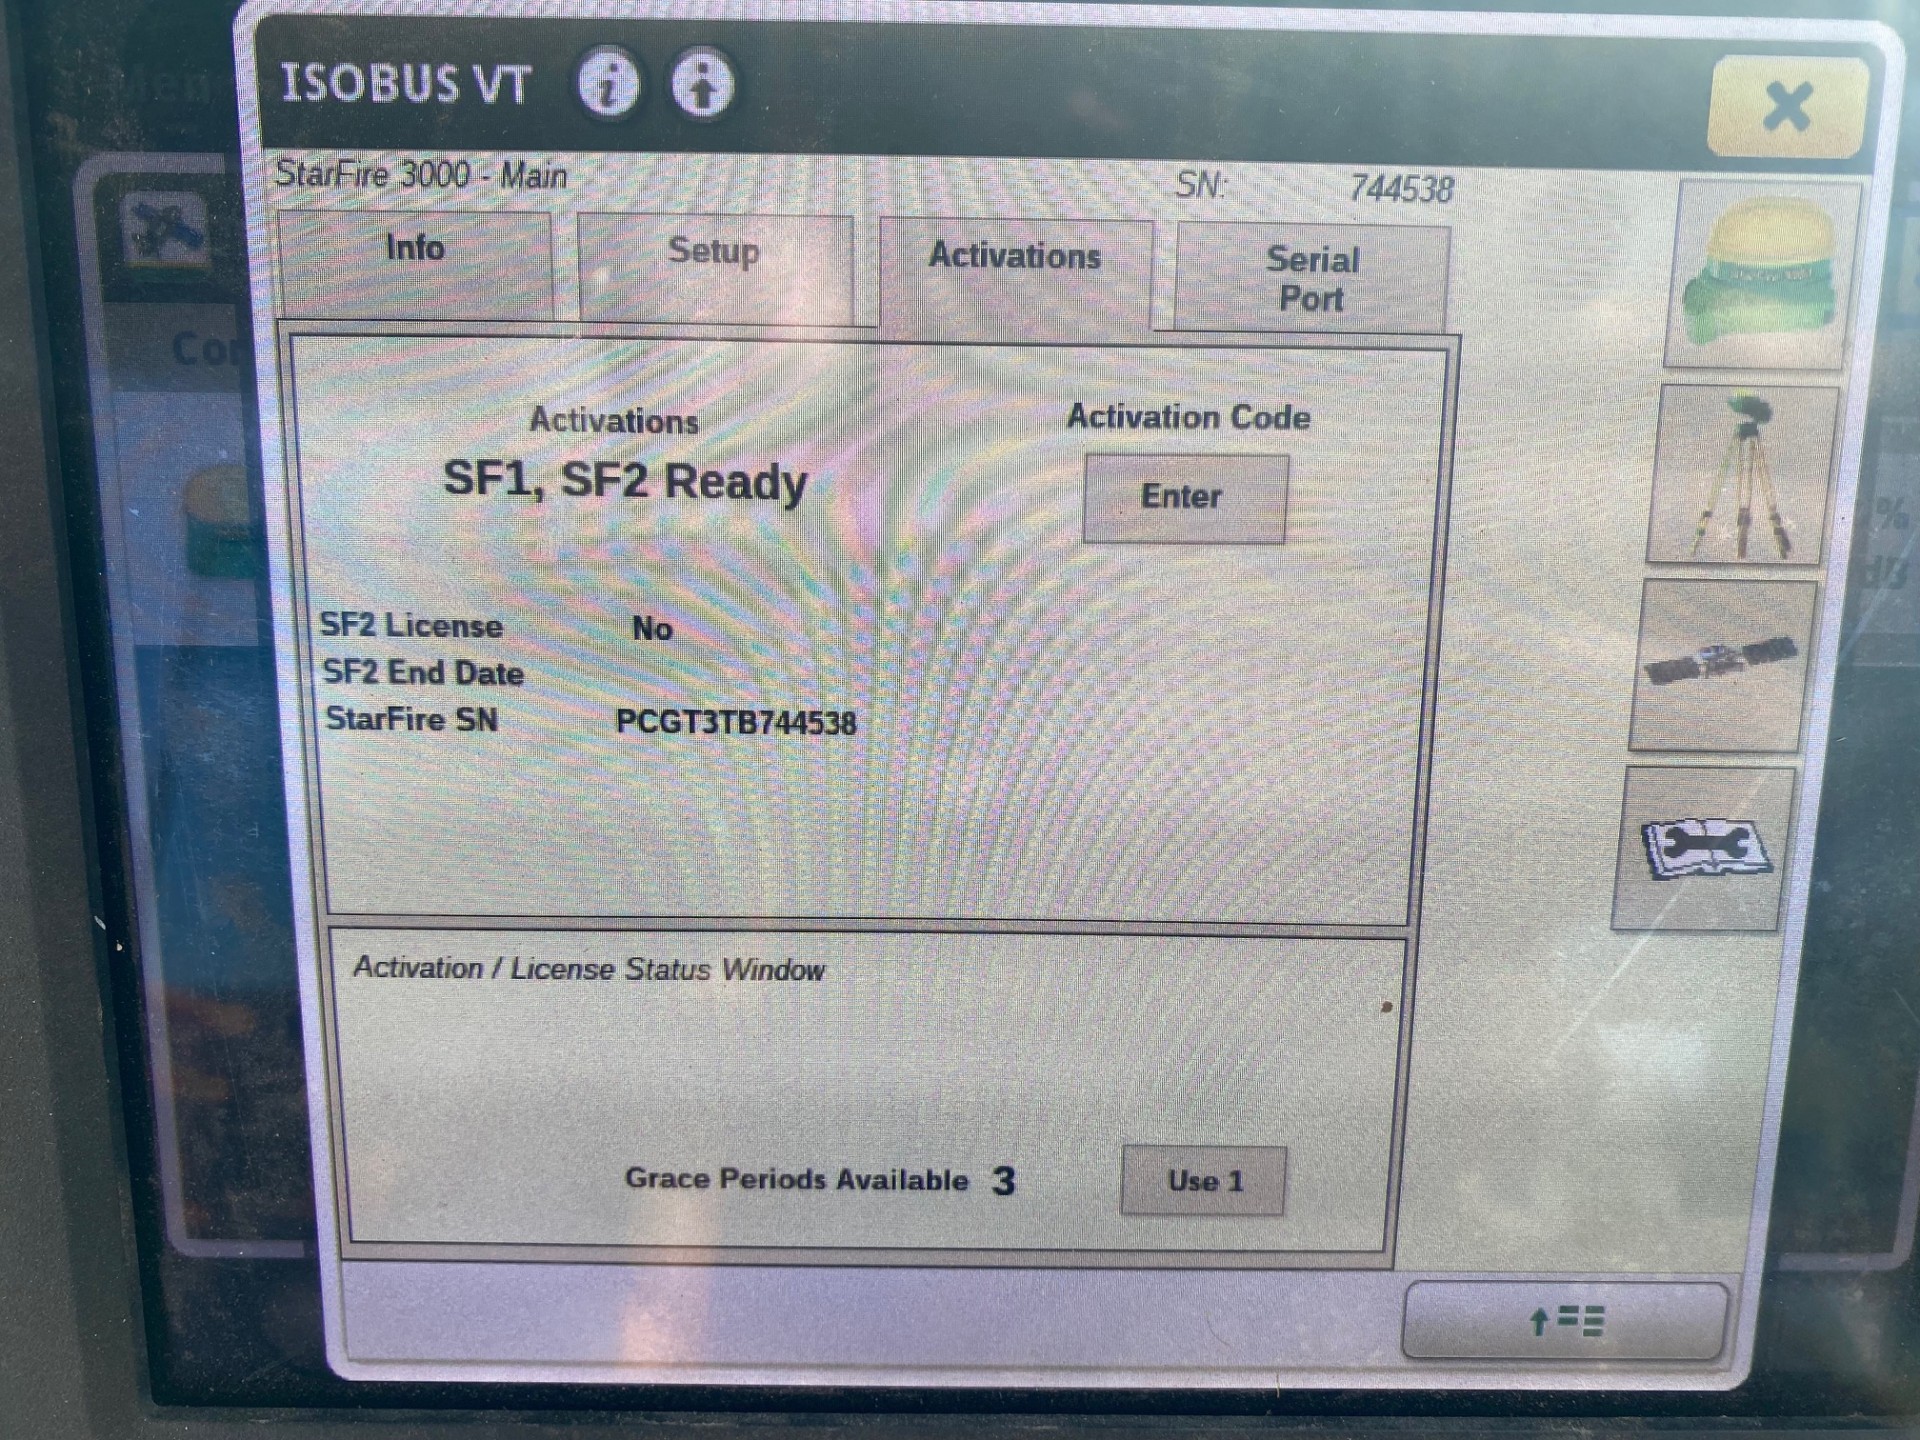 ISOBUS VT
StarFire 3000 - Main SN: 744538
Info
Setup
Activations
Serial
Port
Activations
SF1, SF2 Ready
Activation Code
Enter
SF2 License No
SF2 End Date
StarFire SN PCGT3TB744538
Activation / License Status Window
Grace Periods Available 3
Use 1
Con
%
dB